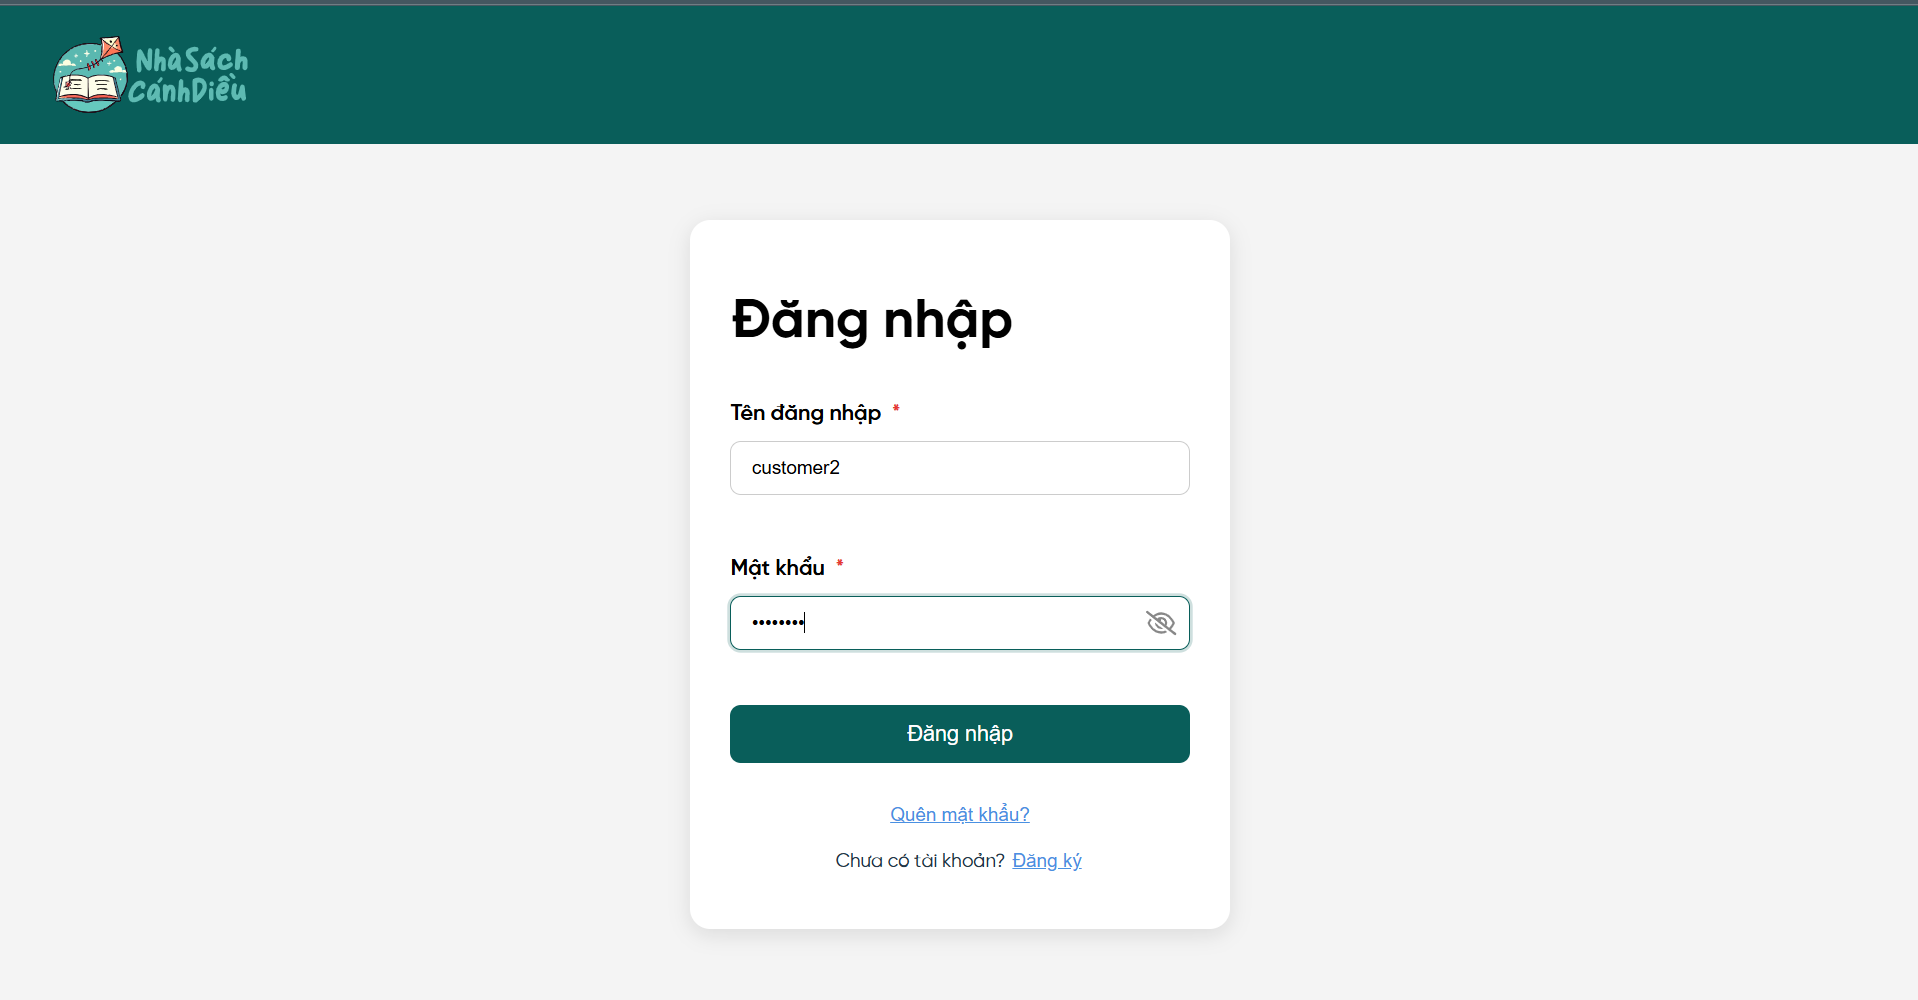 NhàSách
CánhDiều
Đăng nhập
Tên đăng nhập *
customer2
Mật khẩu *
••••••••
Đăng nhập
Quên mật khẩu?
Chưa có tài khoản? Đăng ký